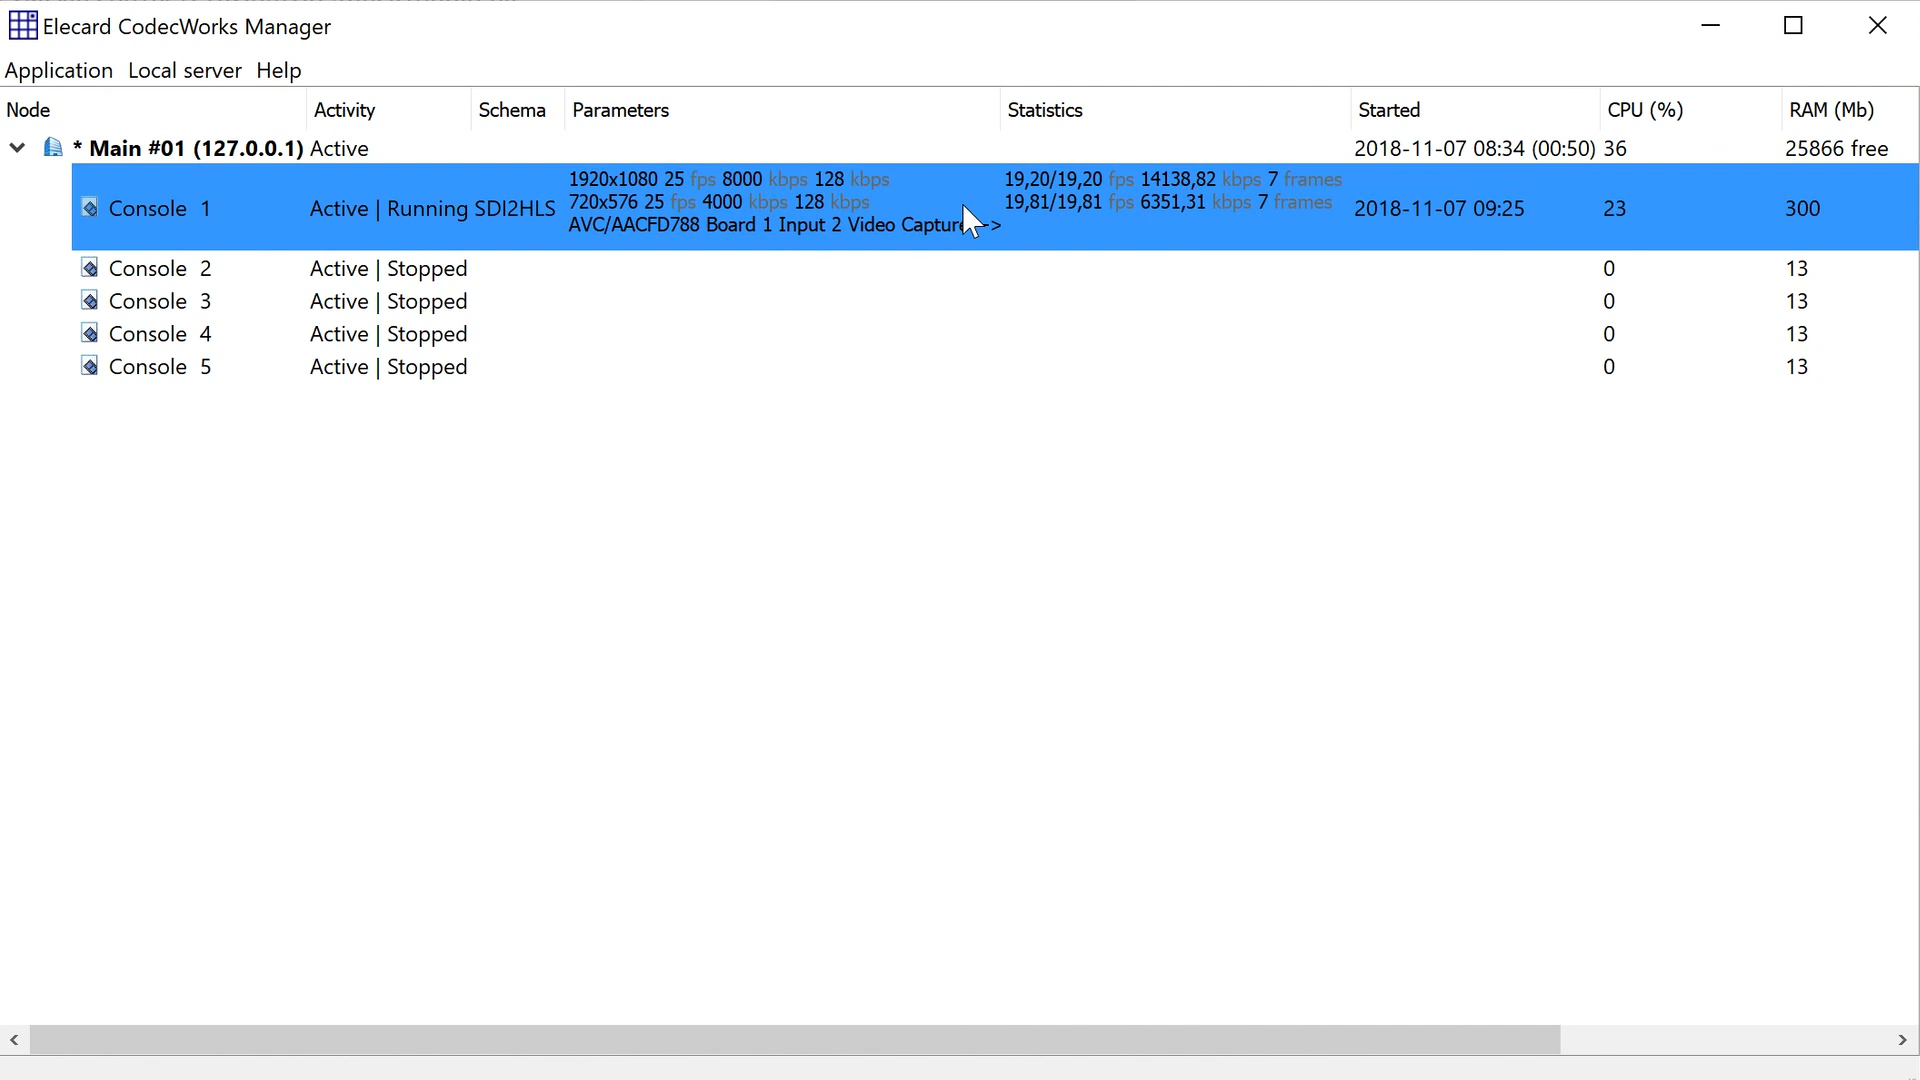 Elecard CodecWorks Manager
Application Local server Help
Node Activity Schema Parameters Statistics Started CPU (%) RAM (Mb)
* Main #01 (127.0.0.1) Active 2018-11-07 08:34 (00:50) 36 25866 free
Console 1 Active | Running SDI2HLS 1920x1080 25 fps 8000 kbps 128 kbps 19,20/19,20 fps 14138,82 kbps 7 frames 2018-11-07 09:25 23 300
720x576 25 fps 4000 kbps 128 kbps 19,81/19,81 fps 6351,31 kbps 7 frames
AVC/AACFD788 Board 1 Input 2 Video Capture ->
Console 2 Active | Stopped 0 13
Console 3 Active | Stopped 0 13
Console 4 Active | Stopped 0 13
Console 5 Active | Stopped 0 13